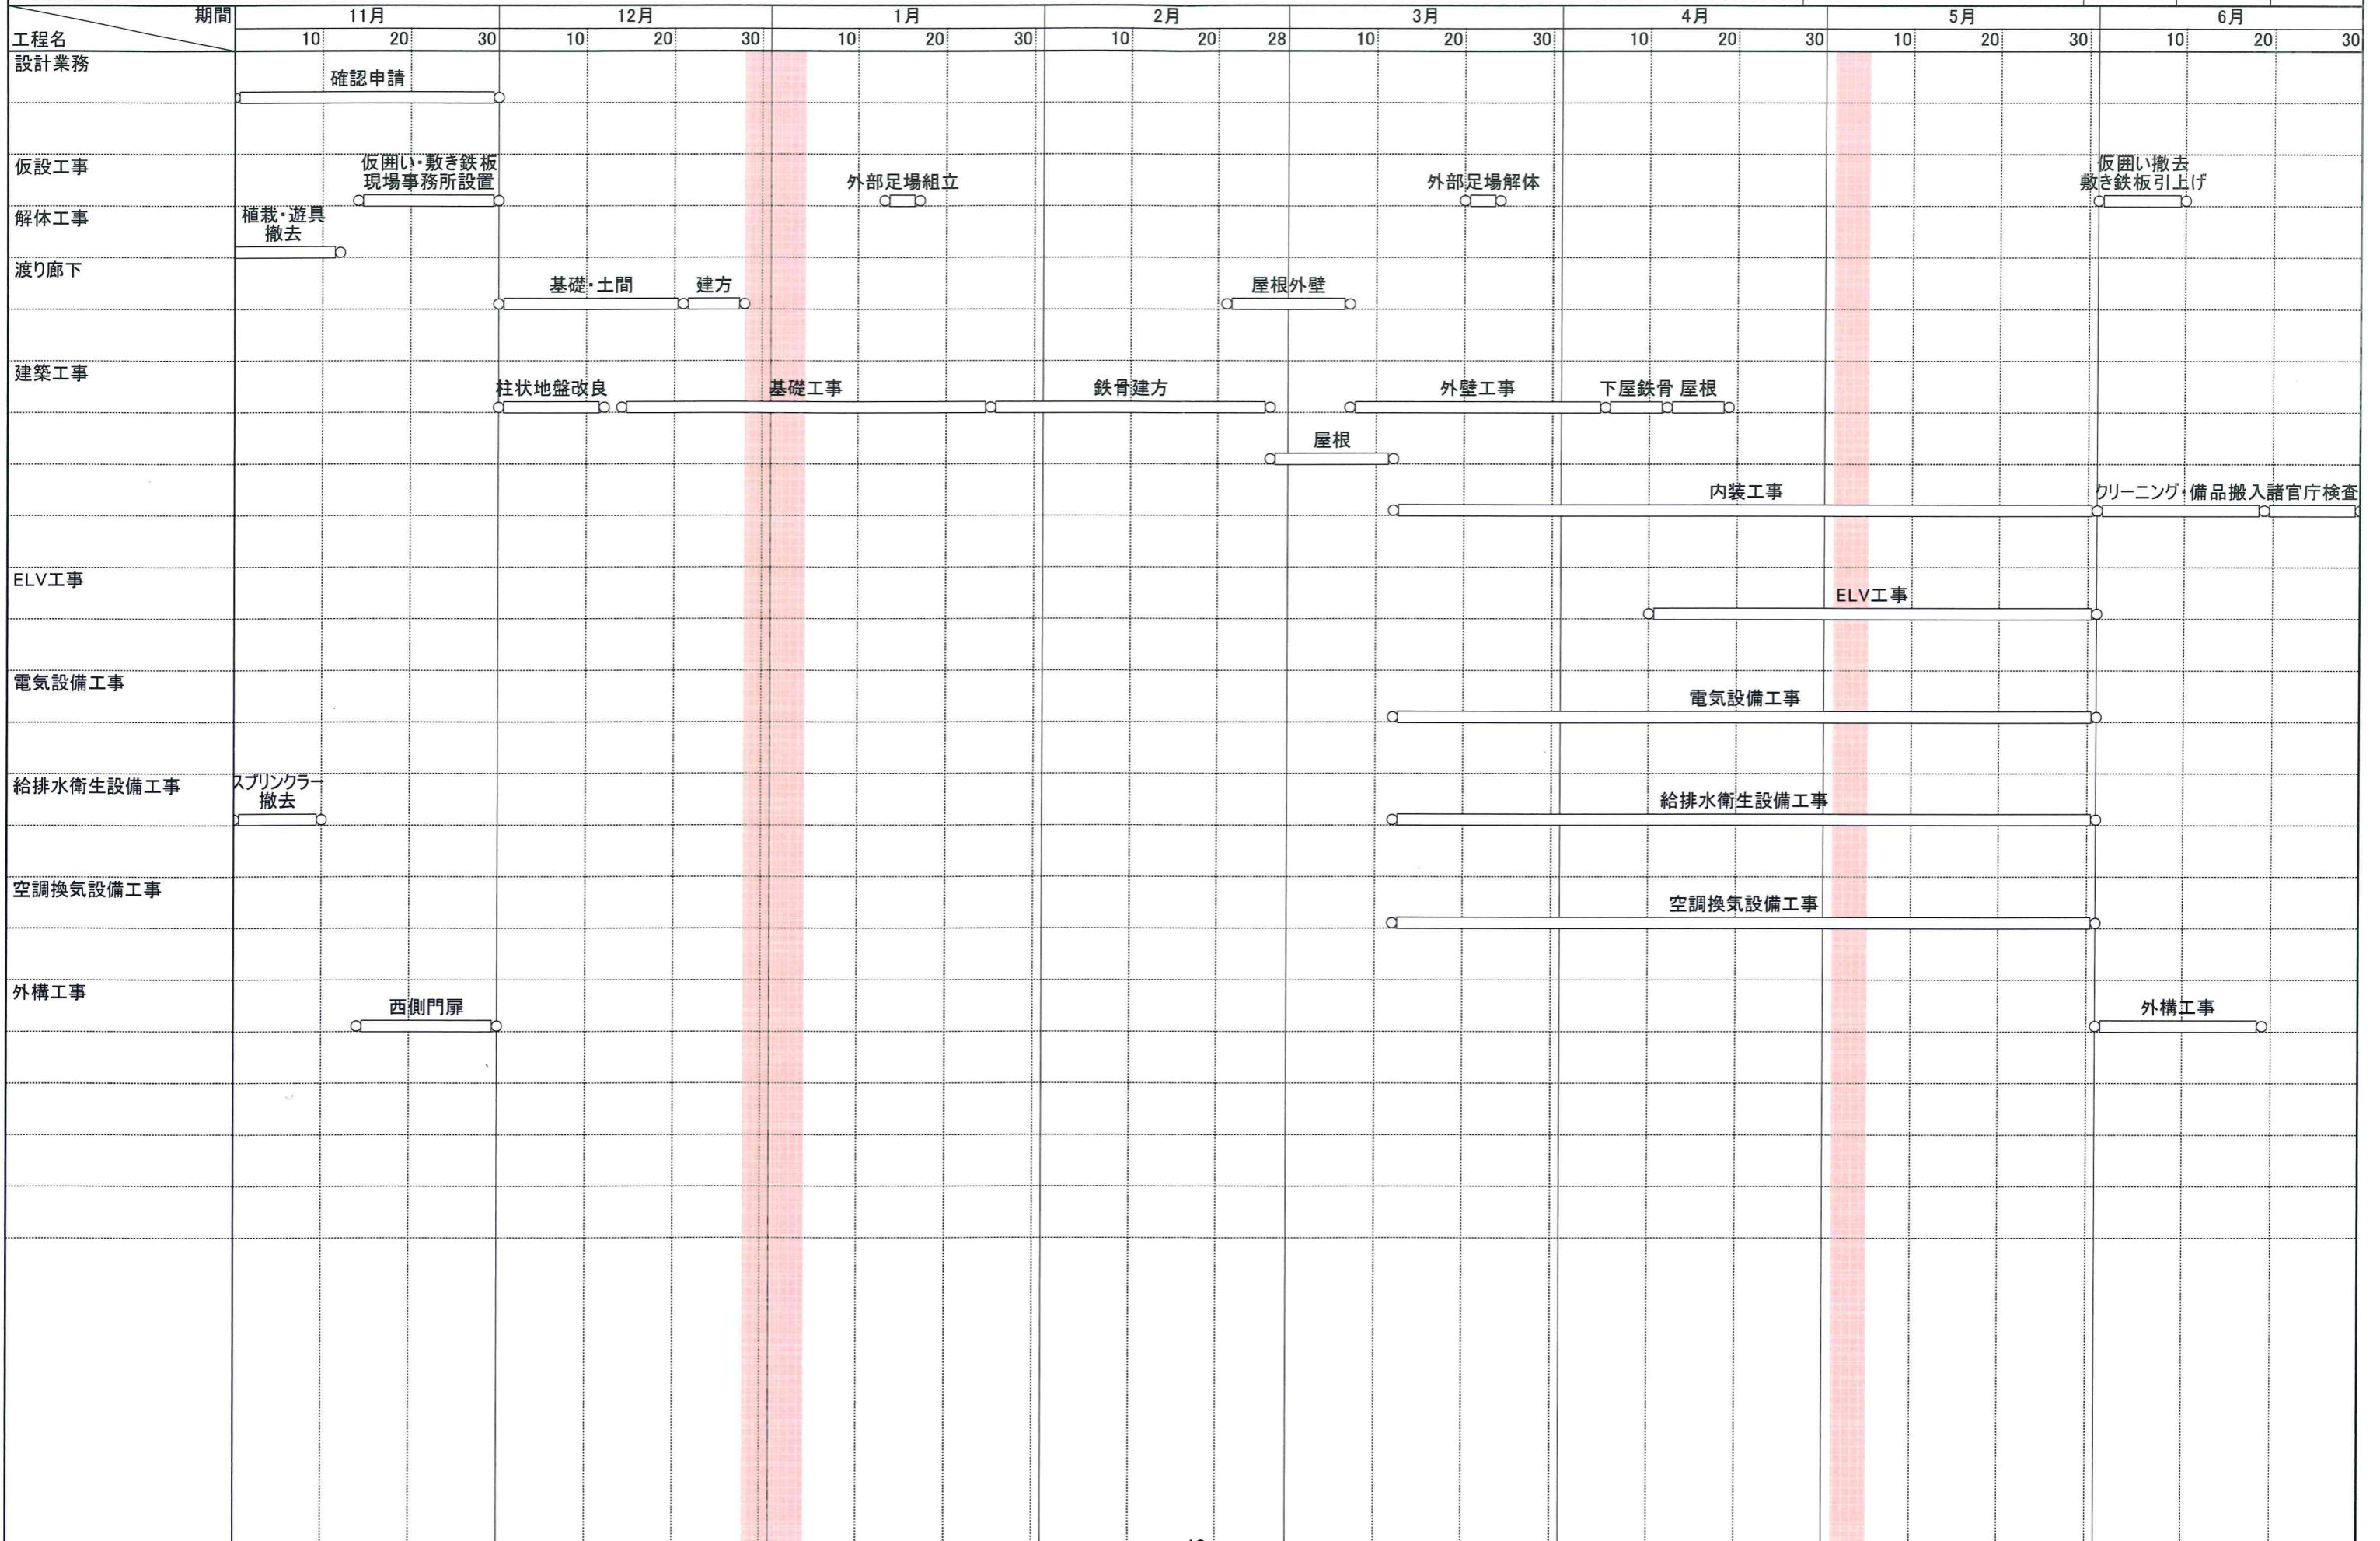 期間
11月 12月 1月 2月 3月 4月 5月 6月
工程名
10 20 30 10 20 30 10 20 30 10 20 28 10 20 30 10 20 30 10 20 30 10 20 30
設計業務
確認申請
仮設工事
仮囲い・敷き鉄板
現場事務所設置
外部足場組立
外部足場解体
仮囲い撤去
敷き鉄板引上げ
解体工事
植栽・遊具
撤去
渡り廊下
基礎・土間 建方 屋根外壁
建築工事
柱状地盤改良 基礎工事 鉄骨建方 外壁工事 下屋鉄骨 屋根
屋根
内装工事 クリーニング・備品搬入 諸官庁検査
ELV工事
ELV工事
電気設備工事
電気設備工事
給排水衛生設備工事
スプリンクラー
撤去
給排水衛生設備工事
空調換気設備工事
空調換気設備工事
外構工事
西側門扉 外構工事